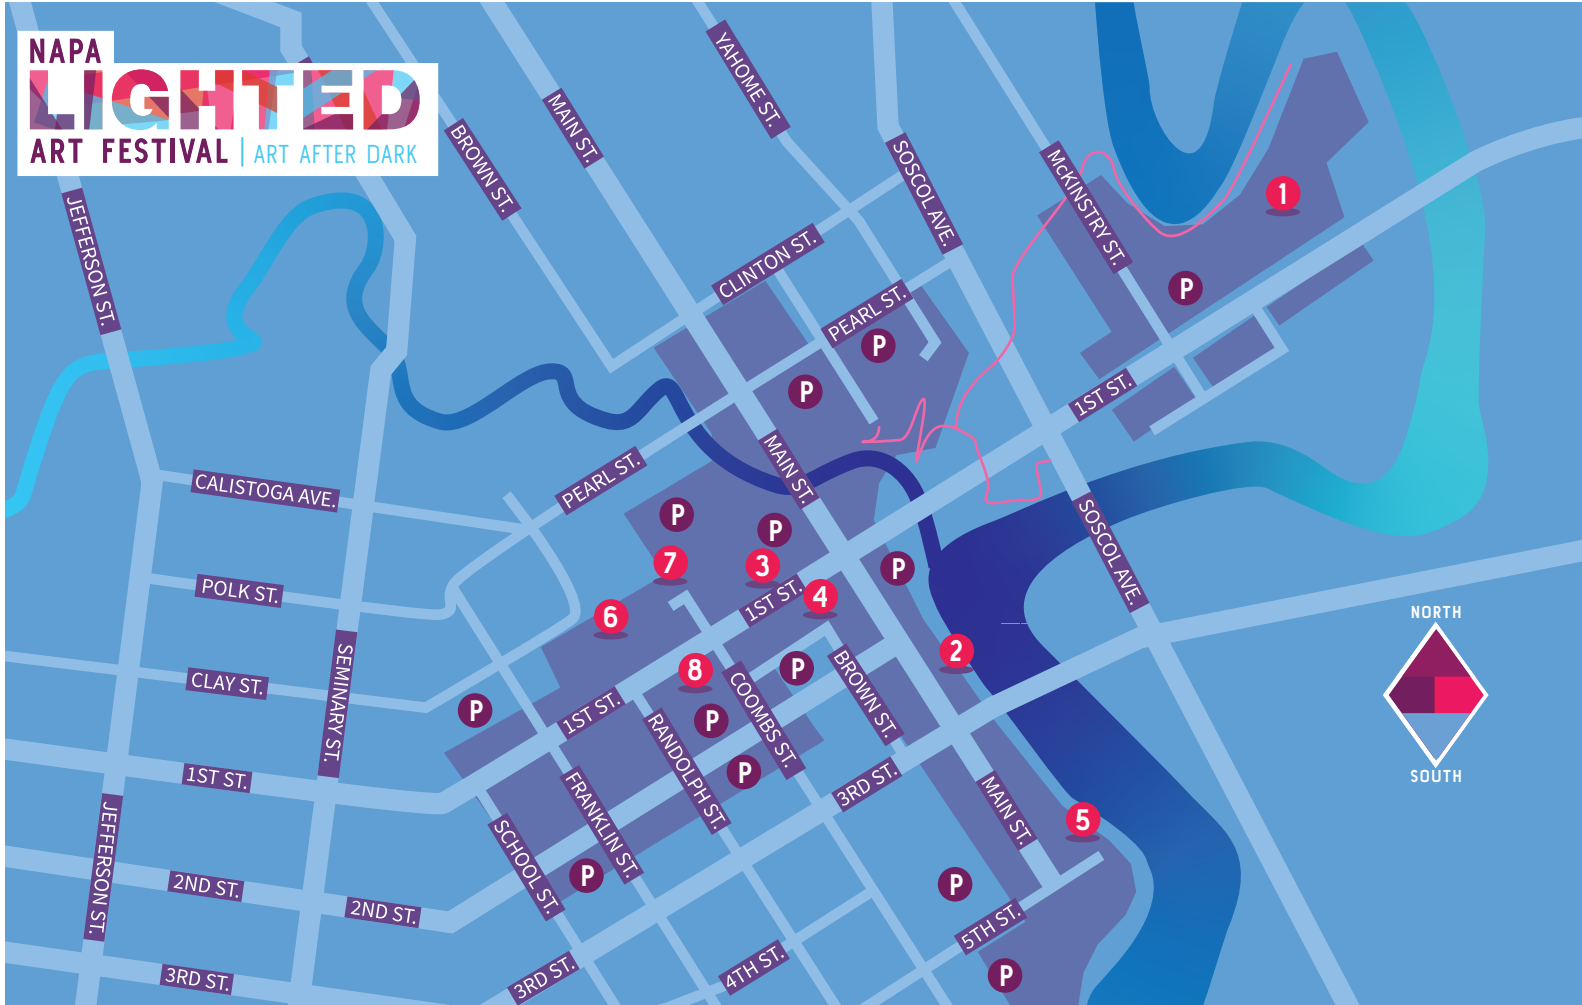 NAPA
LIGHTED
ART FESTIVAL | ART AFTER DARK
YAHOME ST.
MAIN ST.
BROWN ST.
SOSCOL AVE.
McKINSTRY ST.
1
JEFFERSON ST.
CLINTON ST.
P
PEARL ST.
P
P
1ST ST.
MAIN ST.
PEARL ST.
CALISTOGA AVE.
P
P
SOSCOL AVE.
7
3
P
POLK ST.
1ST ST.
4
6
NORTH
2
8
P
BROWN ST.
COOMBS ST.
SEMINARY ST.
CLAY ST.
P
1ST ST.
P
RANDOLPH ST.
SOUTH
1ST ST.
P
3RD ST.
FRANKLIN ST.
MAIN ST.
5
JEFFERSON ST.
SCHOOL ST.
P
2ND ST.
P
2ND ST.
5TH ST.
3RD ST.
3RD ST.
4TH ST.
P